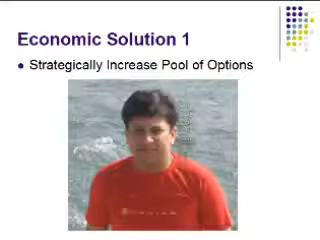 Economic Solution 1
Strategically Increase Pool of Options